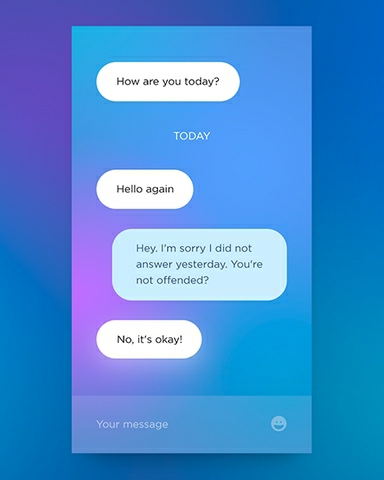 How are you today?
TODAY
Hello again
Hey. I'm sorry I did not
answer yesterday. You're
not offended?
No, it's okay!
Your message